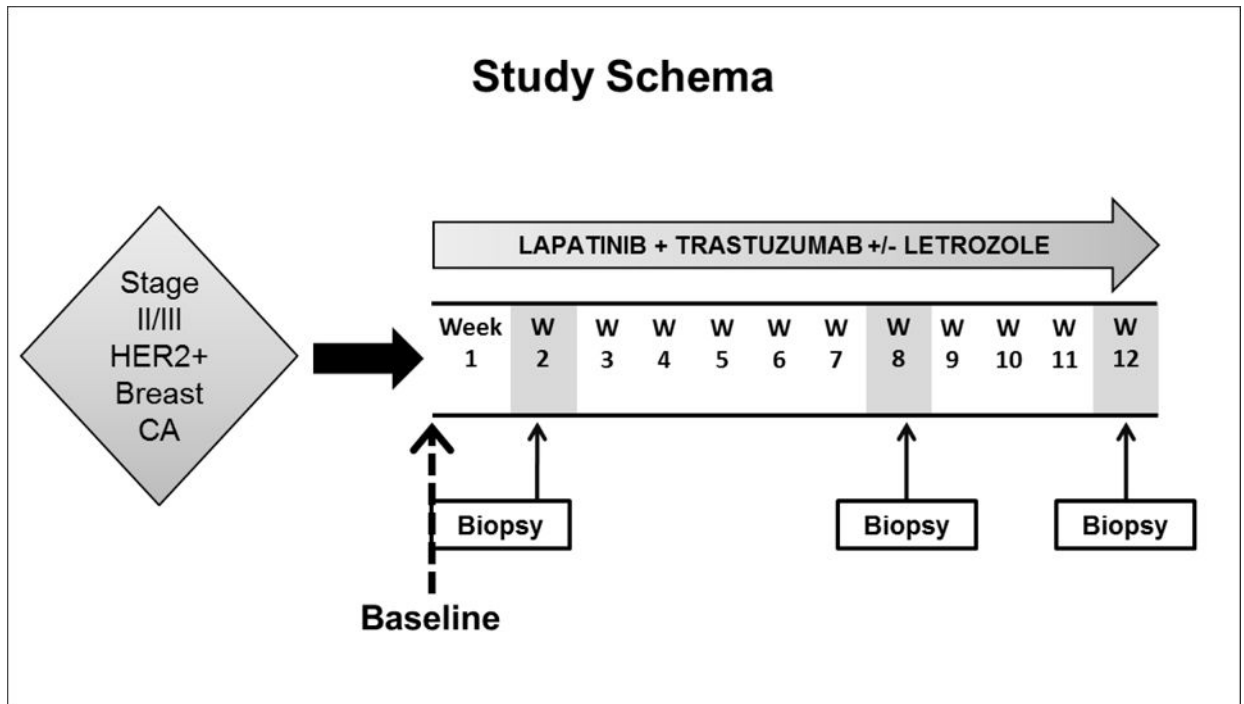 Study Schema
LAPATINIB + TRASTUZUMAB +/- LETROZOLE
Stage
II/III
HER2+
Breast
CA
Week W W W W W W W W W W W
1 2 3 4 5 6 7 8 9 10 11 12
Biopsy Biopsy Biopsy
Baseline